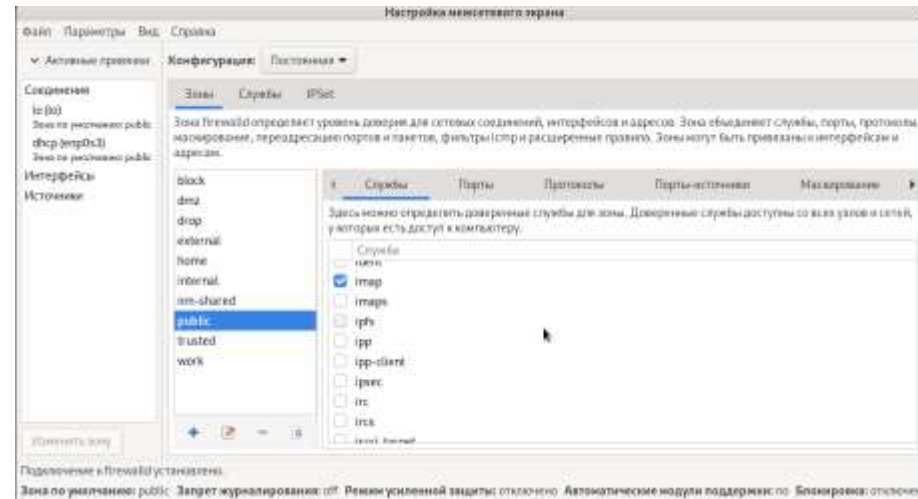 Настройка межсетевого экрана
Файл Параметры Вид Справка
Активные привязки
Конфигурация: Постоянная
Соединения
lo (lo)
Зона по умолчанию: public
dhcp (enp0s3)
Зона по умолчанию: public
Интерфейсы
Источники
Изменить зону
Зоны Службы IPSet
Зона firewalld определяет уровень доверия для сетевых соединений, интерфейсов и адресов. Зона объединяет службы, порты, протоколы,
маскирование, переадресацию портов и пакетов, фильтры icmp и расширенные правила. Зоны могут быть привязаны к интерфейсам и
адресам.
block
dmz
drop
external
home
internal
nm-shared
public
trusted
work
Службы Порты Протоколы Порты-источники Маскирование
Здесь можно определить доверенные службы для зоны. Доверенные службы доступны со всех узлов и сетей,
у которых есть доступ к компьютеру.
Служба
ident
imap
imaps
ipfs
ipp
ipp-client
ipsec
irc
ircs
iscsi-target
Подключение к firewalld установлено.
Зона по умолчанию: public Запрет журналирования: off Режим усиленной защиты: отключено Автоматические модули поддержки: no Блокировка: отключено